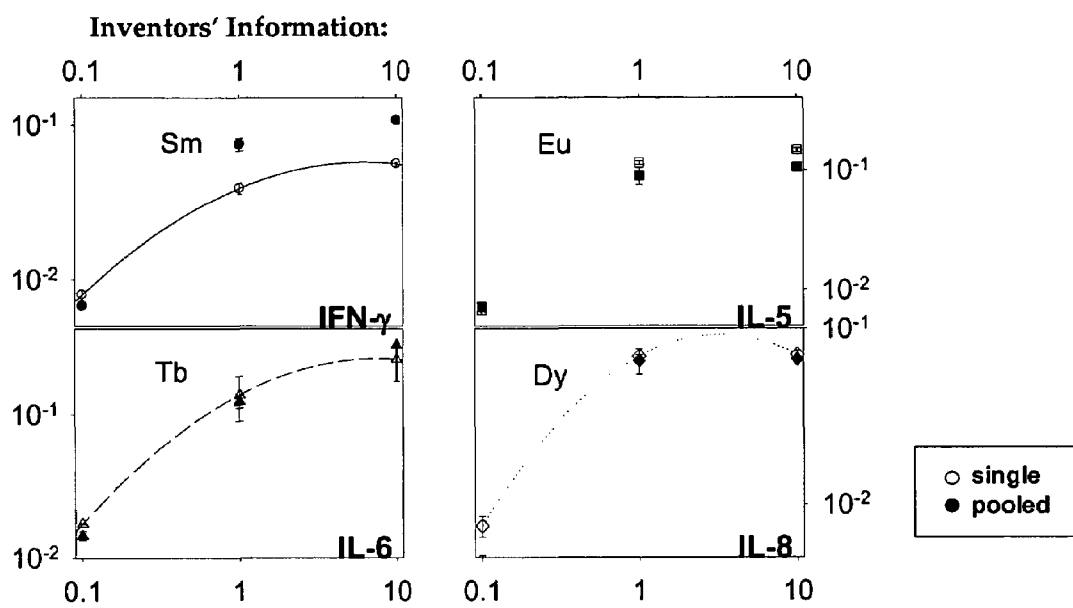 Inventors' Information:
0.1 1 10
0.1 1 10
10⁻¹
Sm
10⁻²
IFN-γ
Eu
10⁻¹
10⁻²
IL-5
Tb
10⁻¹
10⁻²
IL-6
Dy
10⁻¹
10⁻²
IL-8
0.1 1 10
0.1 1 10
single
pooled